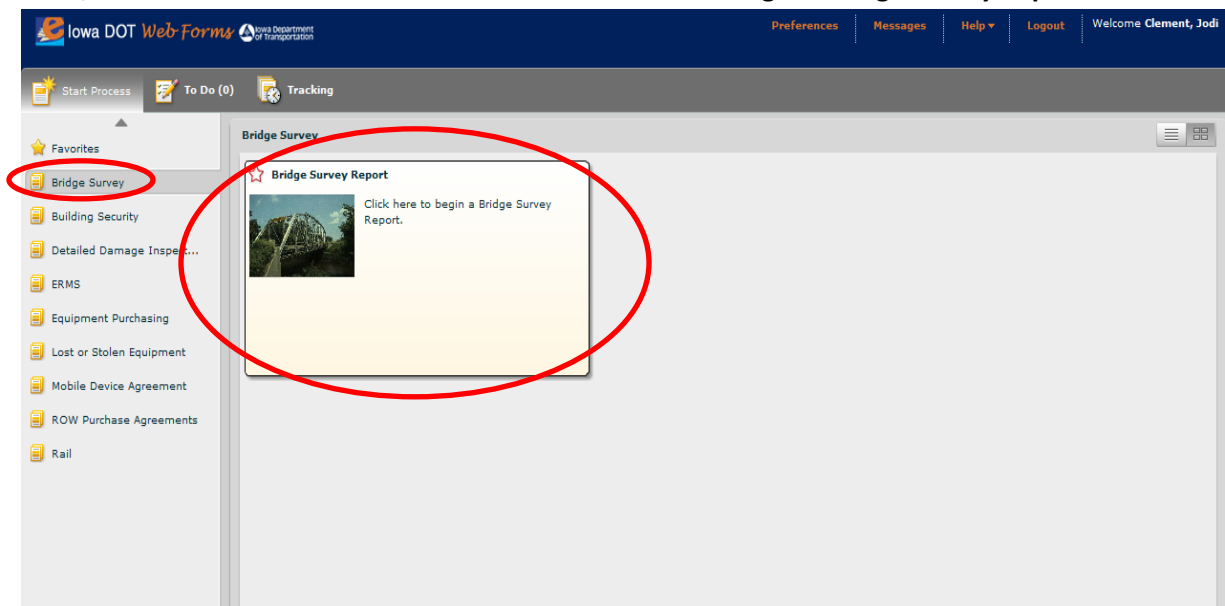 Iowa DOT Web Forms Iowa Department of Transportation
Preferences Messages Help Logout Welcome Clement, Jodi
Start Process To Do (0) Tracking
Favorites
Bridge Survey
Building Security
Detailed Damage Inspect...
ERMS
Equipment Purchasing
Lost or Stolen Equipment
Mobile Device Agreement
ROW Purchase Agreements
Rail
Bridge Survey
Bridge Survey Report
Click here to begin a Bridge Survey
Report.